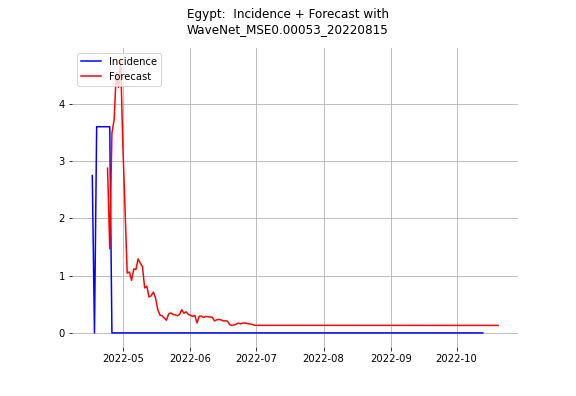 Egypt:  Incidence + Forecast with
WaveNet_MSE0.00053_20220815
Incidence
Forecast
4
3
2
1
0
2022-05 2022-06 2022-07 2022-08 2022-09 2022-10